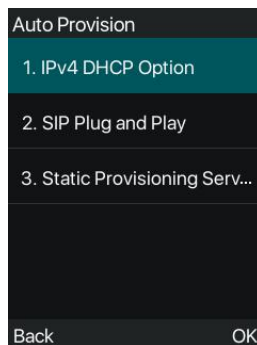 Auto Provision
1. IPv4 DHCP Option
2. SIP Plug and Play
3. Static Provisioning Serv...
Back OK